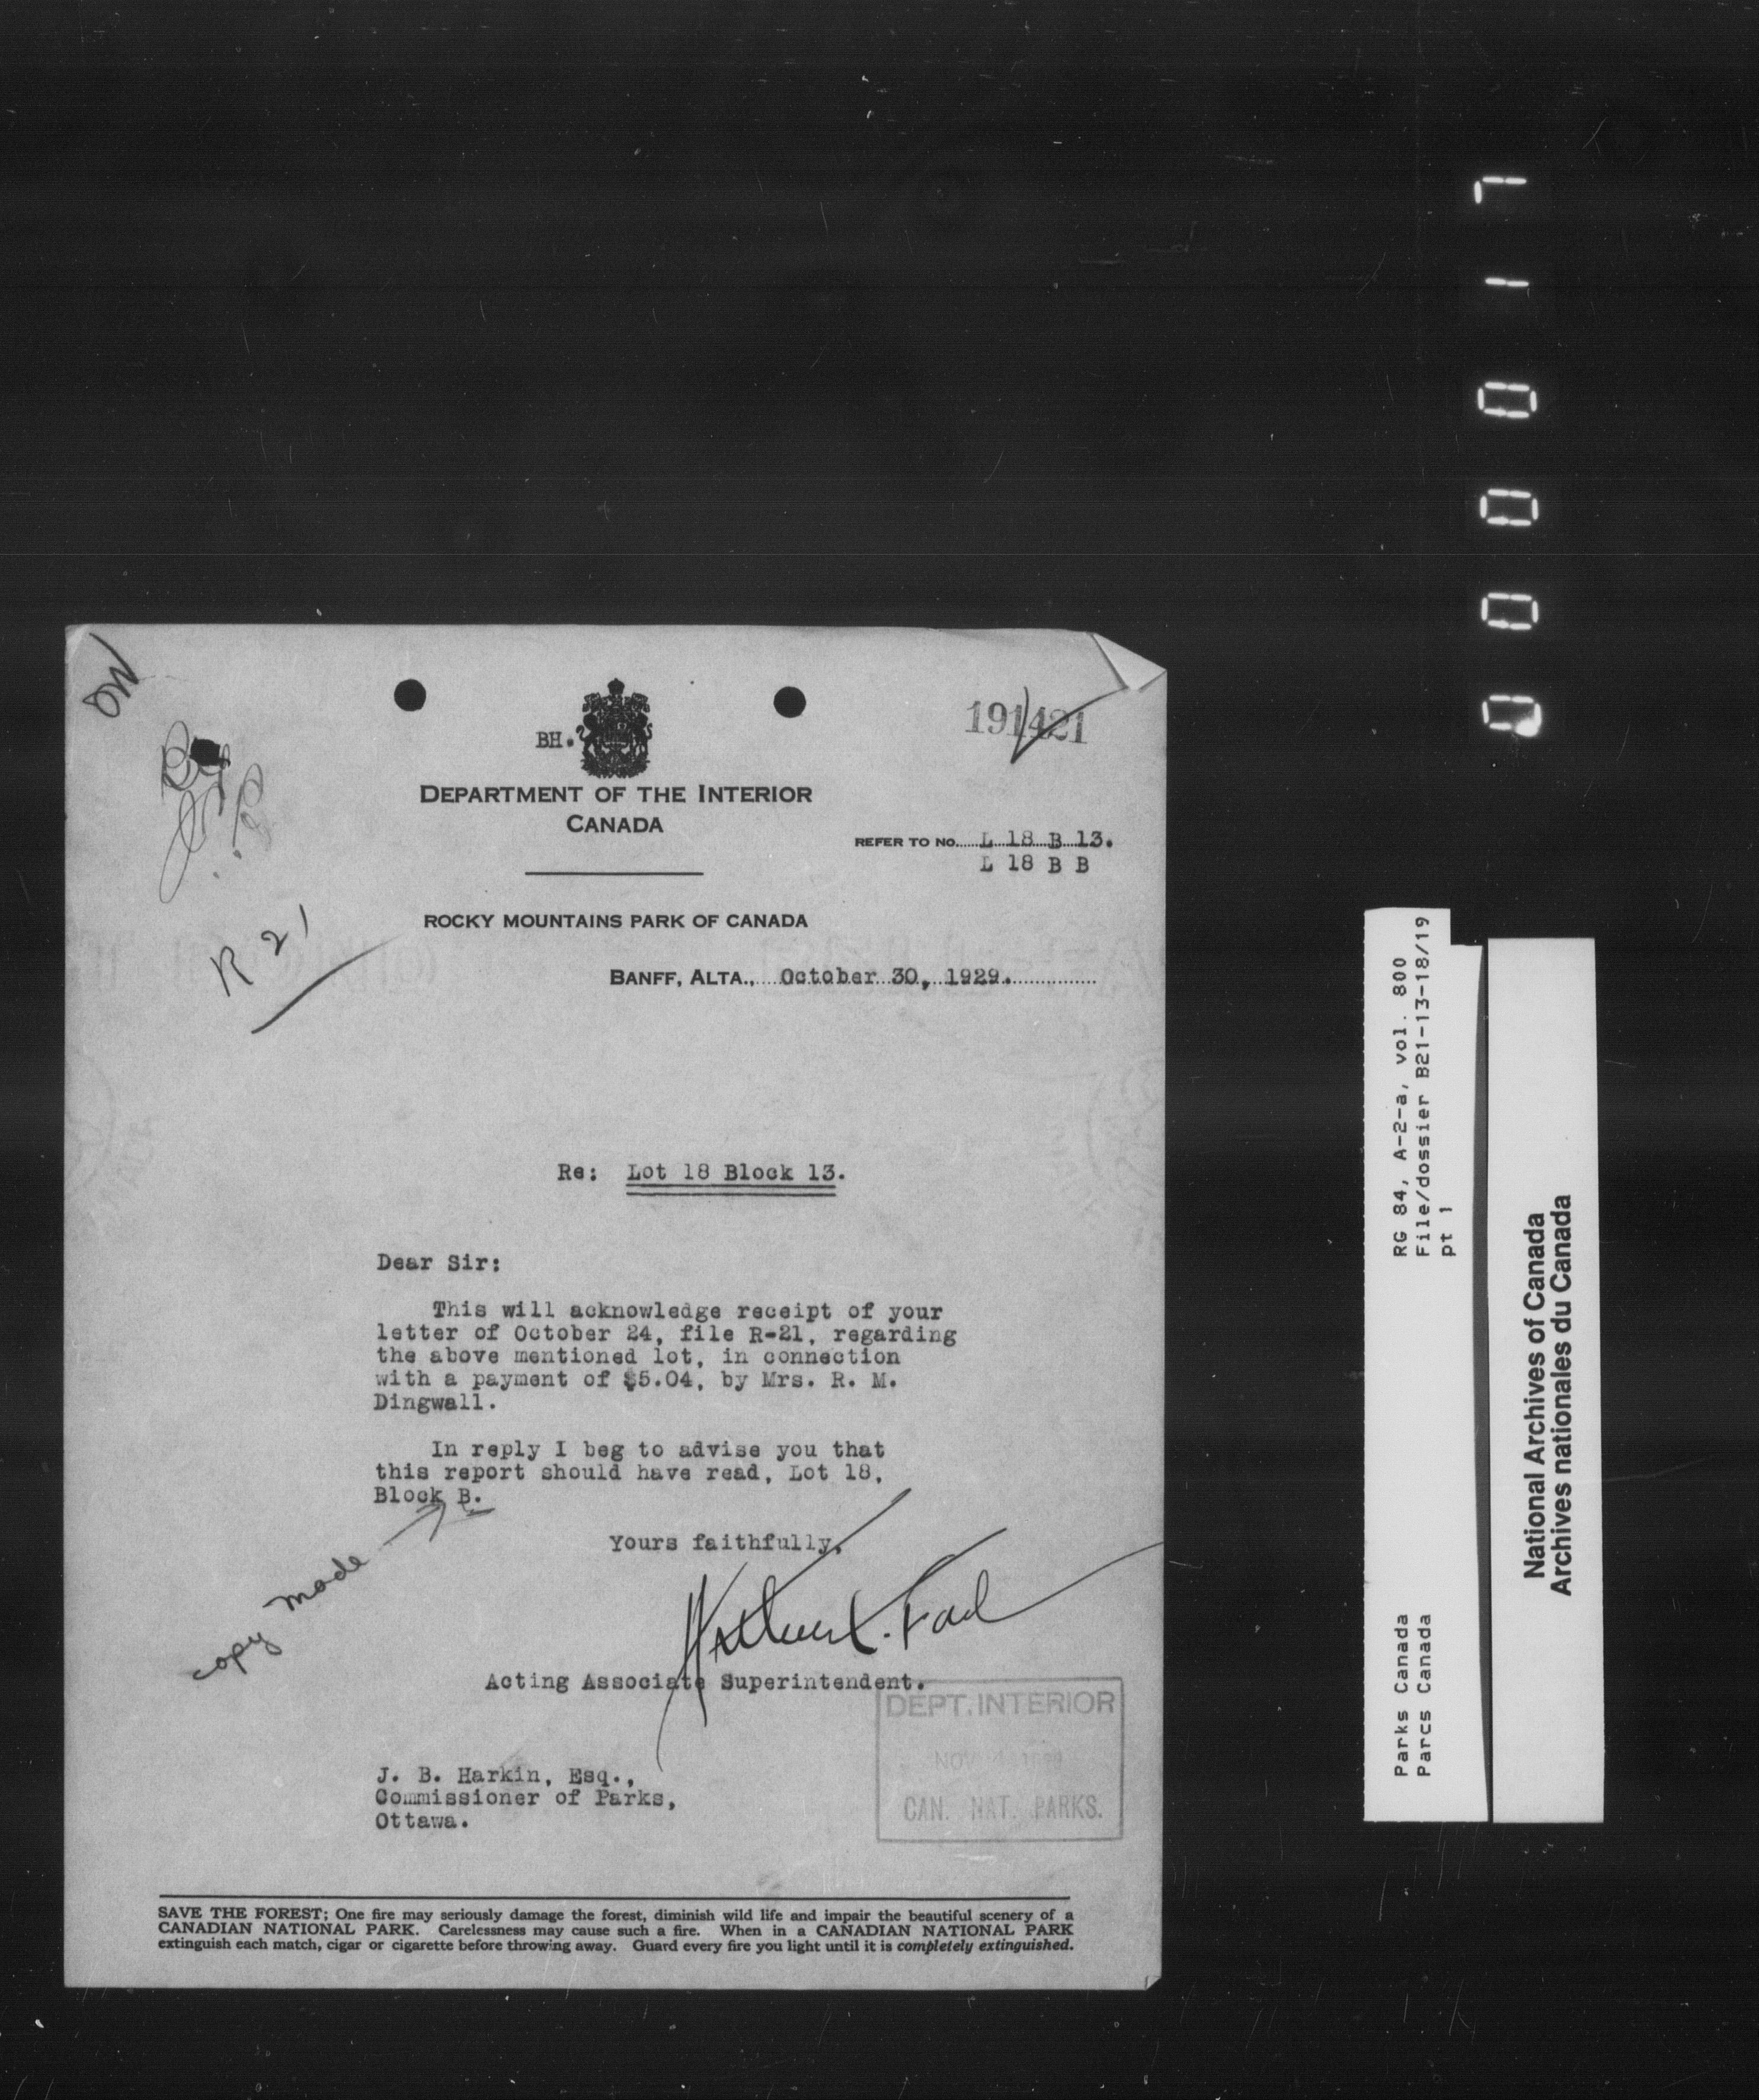 OW
191421
BH.
DEPARTMENT OF THE INTERIOR
CANADA
REFER TO NO. L 18 B 13.
L 18 B B
R 21
ROCKY MOUNTAINS PARK OF CANADA
BANFF, ALTA., October 30, 1929.
Re: Lot 18 Block 13.
Dear Sir:
This will acknowledge receipt of your
letter of October 24, file R-21, regarding
the above mentioned lot, in connection
with a payment of $5.04, by Mrs. R. M.
Dingwall.
In reply I beg to advise you that
this report should have read, Lot 18,
Block B.
copy made
Yours faithfully,
Acting Associate Superintendent.
DEPT. INTERIOR
CAN. NAT. PARKS.
J. B. Harkin, Esq.,
Commissioner of Parks,
Ottawa.
SAVE THE FOREST; One fire may seriously damage the forest, diminish wild life and impair the beautiful scenery of a
CANADIAN NATIONAL PARK. Carelessness may cause such a fire. When in a CANADIAN NATIONAL PARK
extinguish each match, cigar or cigarette before throwing away. Guard every fire you light until it is completely extinguished.
Parks Canada RG 84, A-2-a, vol. 800
Parcs Canada File/dossier B21-13-18/19
pt 1
National Archives of Canada
Archives nationales du Canada